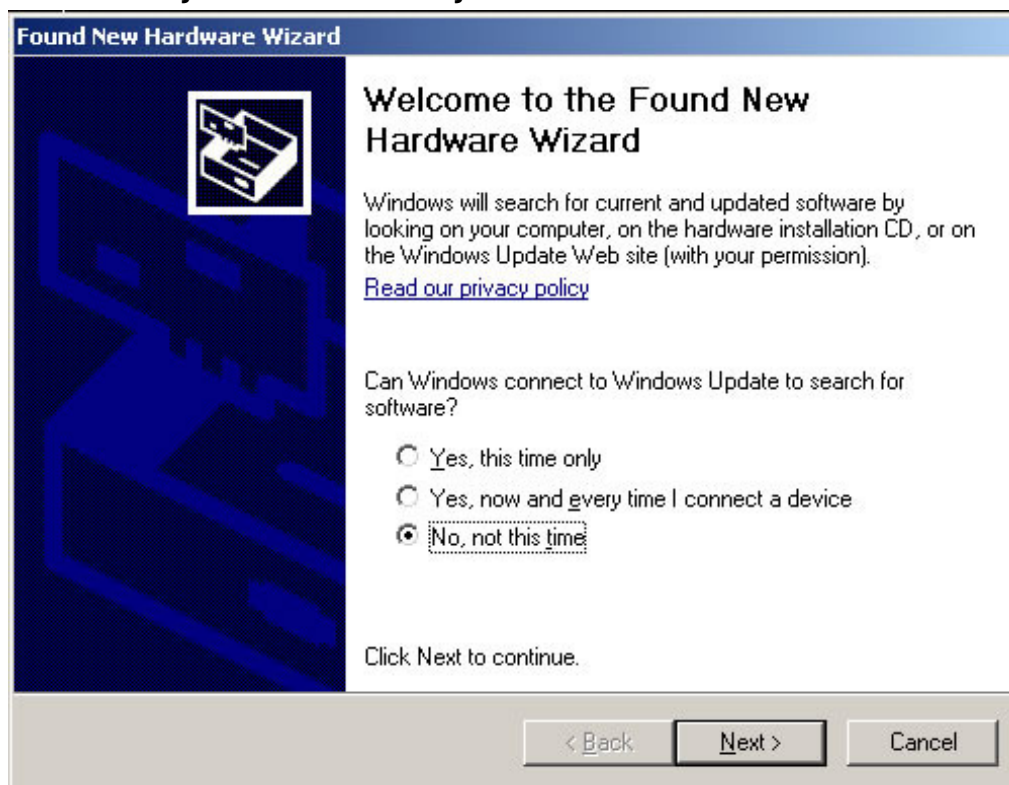 Found New Hardware Wizard
Welcome to the Found New
Hardware Wizard
Windows will search for current and updated software by
looking on your computer, on the hardware installation CD, or on
the Windows Update Web site (with your permission).
Read our privacy policy
Can Windows connect to Windows Update to search for
software?
Yes, this time only
Yes, now and every time I connect a device
No, not this time
Click Next to continue.
< Back
Next >
Cancel